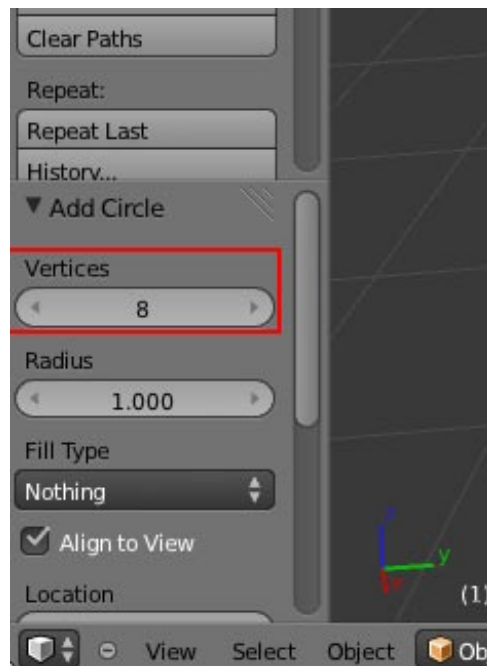 Clear Paths
Repeat:
Repeat Last
History...
Add Circle
Vertices
8
Radius
1.000
Fill Type
Nothing
Align to View
Location
z
y
x
(1)
View Select Object Ob